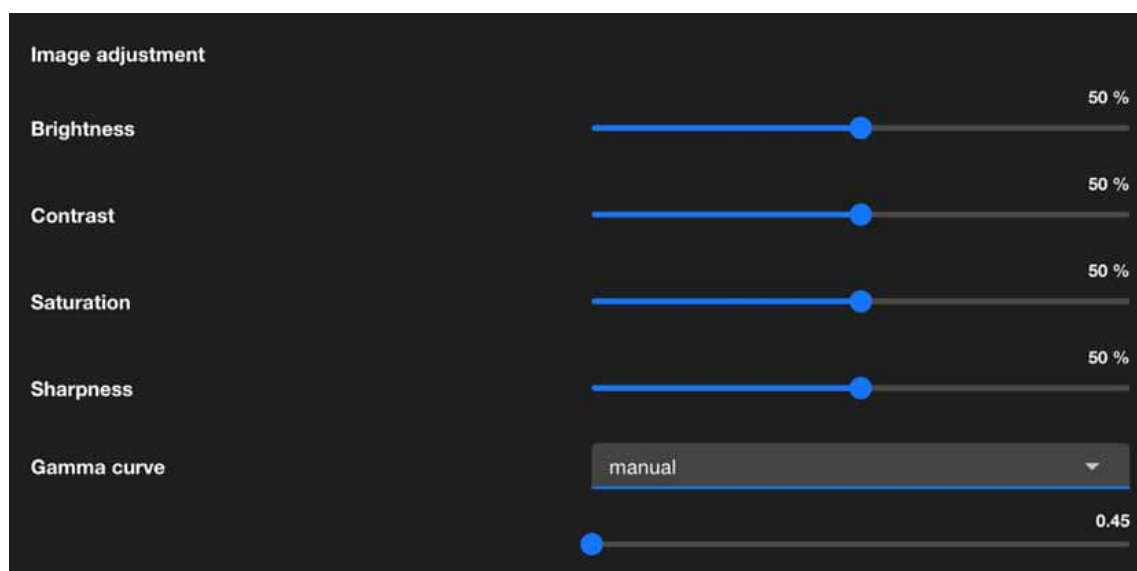 Image adjustment
50 %
Brightness
50 %
Contrast
50 %
Saturation
50 %
Sharpness
Gamma curve
manual
0.45